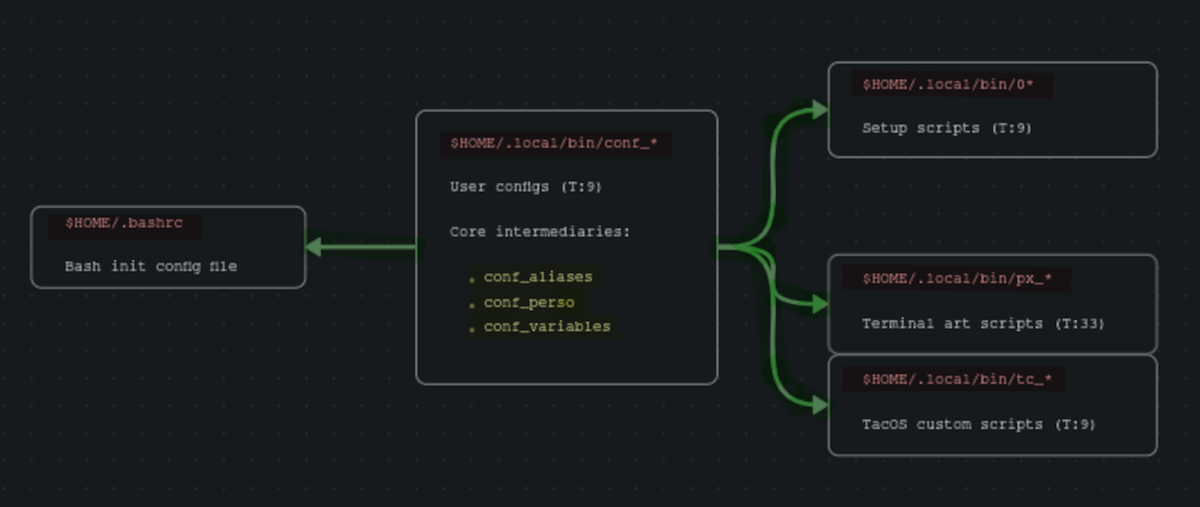 $HOME/.bashrc
Bash init config file
$HOME/.local/bin/conf_*
User configs (T:9)
Core intermediaries:
. conf_aliases
. conf_perso
. conf_variables
$HOME/.local/bin/0*
Setup scripts (T:9)
$HOME/.local/bin/px_*
Terminal art scripts (T:33)
$HOME/.local/bin/tc_*
TacOS custom scripts (T:9)